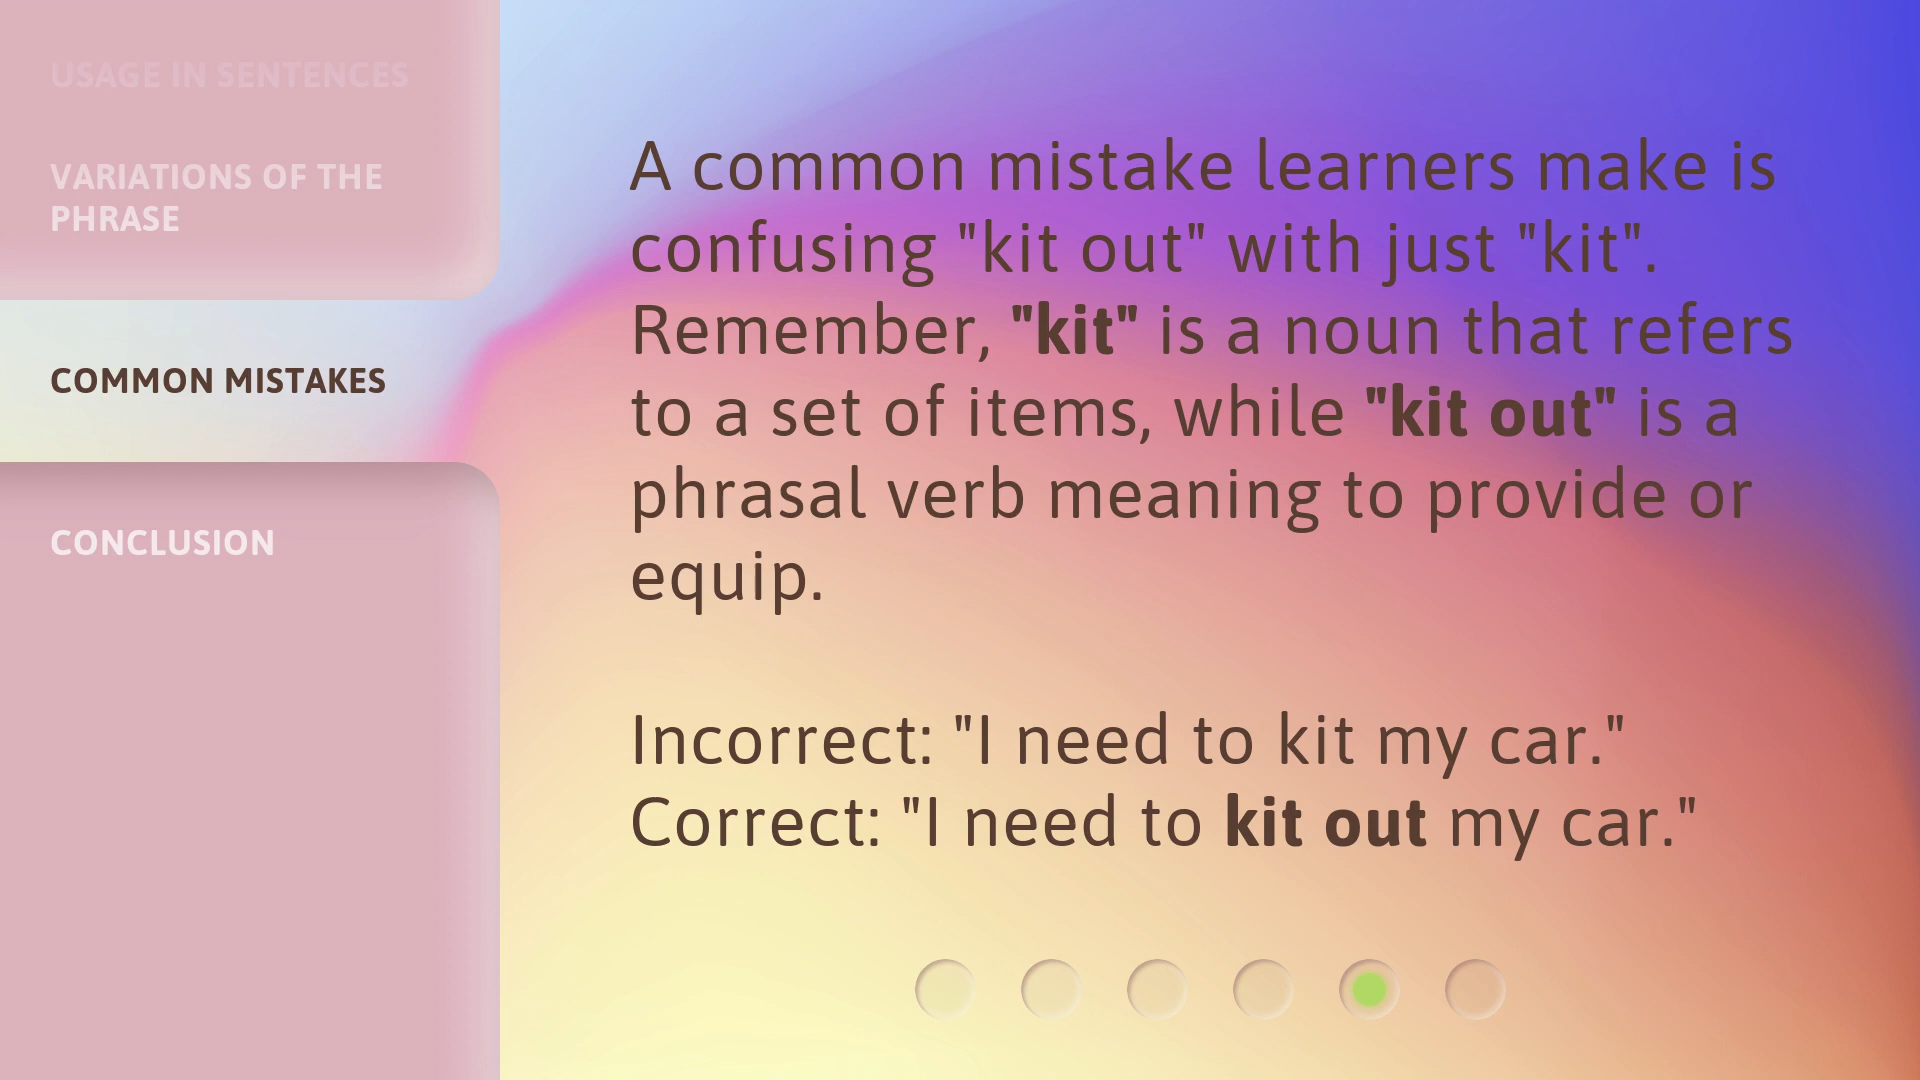 USAGE IN SENTENCES
VARIATIONS OF THE
PHRASE
COMMON MISTAKES
CONCLUSION
A common mistake learners make is
confusing "kit out" with just "kit".
Remember, "kit" is a noun that refers
to a set of items, while "kit out" is a
phrasal verb meaning to provide or
equip.
Incorrect: "I need to kit my car."
Correct: "I need to kit out my car."